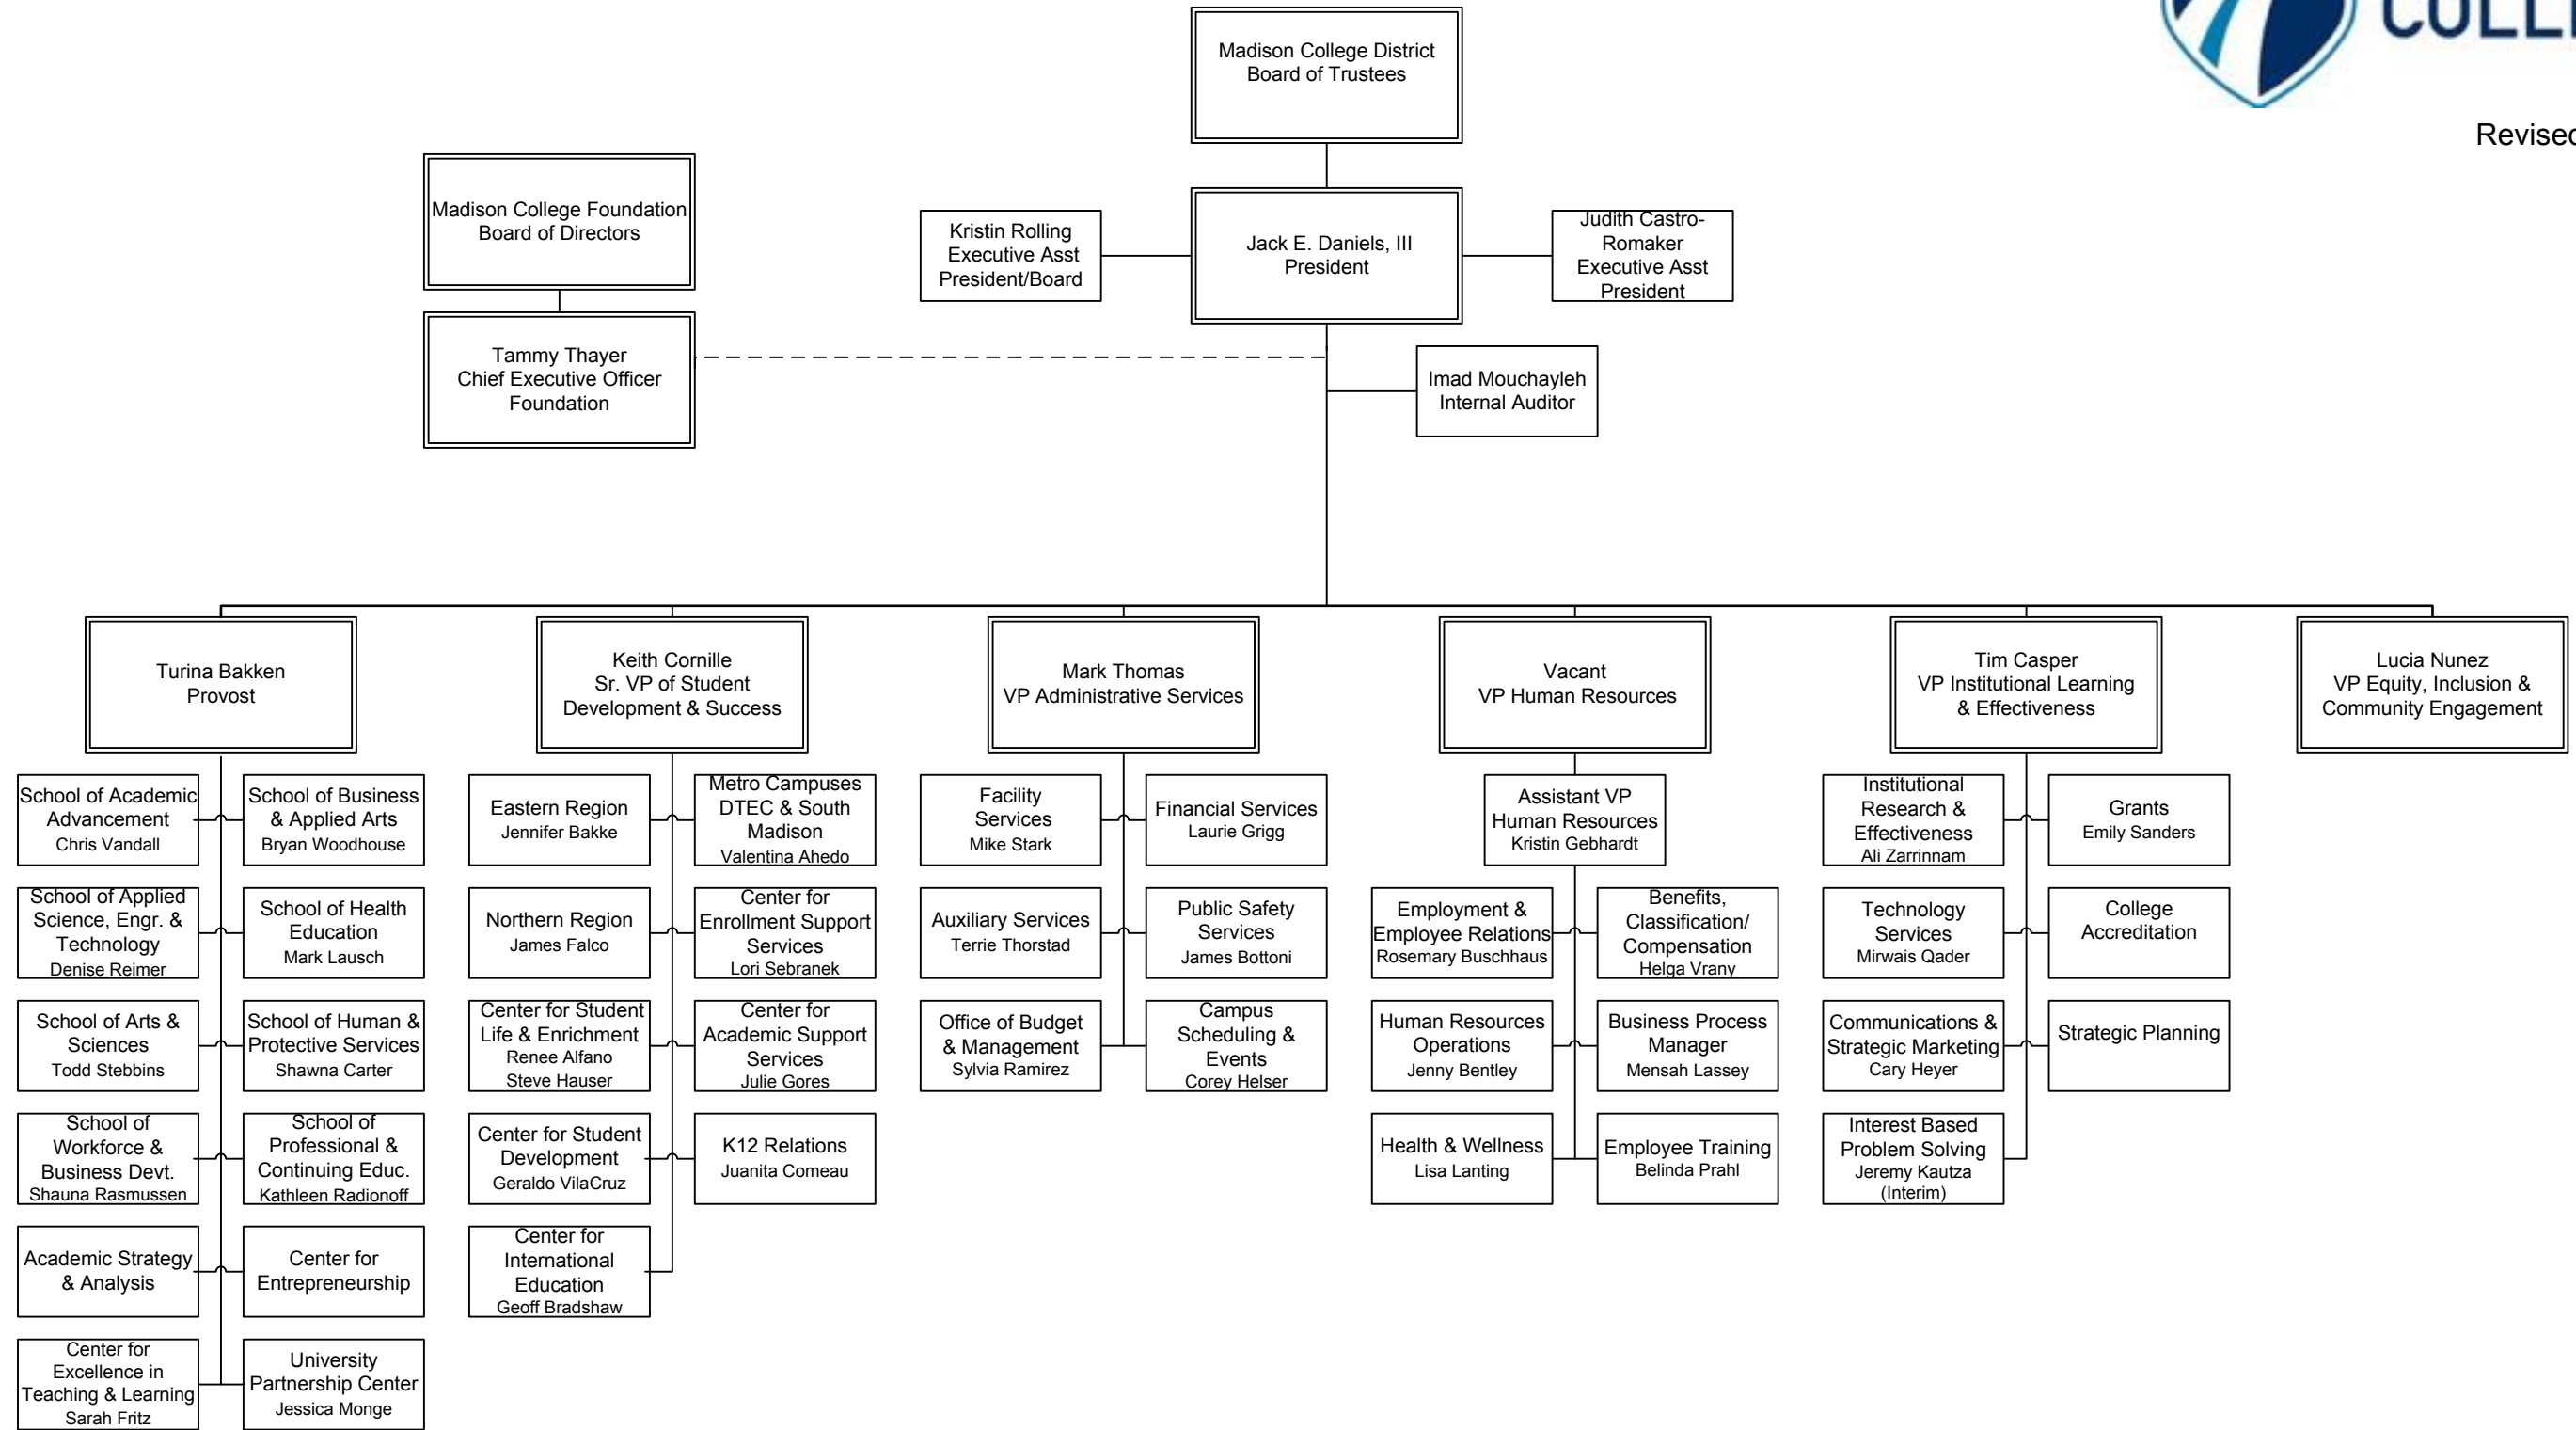 Madison College District
Board of Trustees
Revised
Madison College Foundation
Board of Directors
Kristin Rolling
Executive Asst
President/Board
Jack E. Daniels, III
President
Judith Castro-
Romaker
Executive Asst
President
Tammy Thayer
Chief Executive Officer
Foundation
Imad Mouchayleh
Internal Auditor
Turina Bakken
Provost
Keith Cornille
Sr. VP of Student
Development & Success
Mark Thomas
VP Administrative Services
Vacant
VP Human Resources
Tim Casper
VP Institutional Learning
& Effectiveness
Lucia Nunez
VP Equity, Inclusion &
Community Engagement
School of Academic
Advancement
Chris Vandall
School of Business
& Applied Arts
Bryan Woodhouse
School of Applied
Science, Engr. &
Technology
Denise Reimer
School of Health
Education
Mark Lausch
School of Arts &
Sciences
Todd Stebbins
School of Human &
Protective Services
Shawna Carter
School of
Workforce &
Business Devt.
Shauna Rasmussen
School of
Professional &
Continuing Educ.
Kathleen Radionoff
Academic Strategy
& Analysis
Center for
Entrepreneurship
Center for
Excellence in
Teaching & Learning
Sarah Fritz
University
Partnership Center
Jessica Monge
Eastern Region
Jennifer Bakke
Metro Campuses
DTEC & South
Madison
Valentina Ahedo
Northern Region
James Falco
Center for
Enrollment Support
Services
Lori Sebranek
Center for Student
Life & Enrichment
Renee Alfano
Steve Hauser
Center for
Academic Support
Services
Julie Gores
Center for Student
Development
Geraldo VilaCruz
K12 Relations
Juanita Comeau
Center for
International
Education
Geoff Bradshaw
Facility
Services
Mike Stark
Financial Services
Laurie Grigg
Auxiliary Services
Terrie Thorstad
Public Safety
Services
James Bottoni
Office of Budget
& Management
Sylvia Ramirez
Campus
Scheduling &
Events
Corey Helser
Assistant VP
Human Resources
Kristin Gebhardt
Employment &
Employee Relations
Rosemary Buschhaus
Benefits,
Classification/
Compensation
Helga Vrany
Human Resources
Operations
Jenny Bentley
Business Process
Manager
Mensah Lassey
Health & Wellness
Lisa Lanting
Employee Training
Belinda Prahl
Institutional
Research &
Effectiveness
Ali Zarrinnam
Grants
Emily Sanders
Technology
Services
Mirwais Qader
College
Accreditation
Communications &
Strategic Marketing
Cary Heyer
Strategic Planning
Interest Based
Problem Solving
Jeremy Kautza
(Interim)